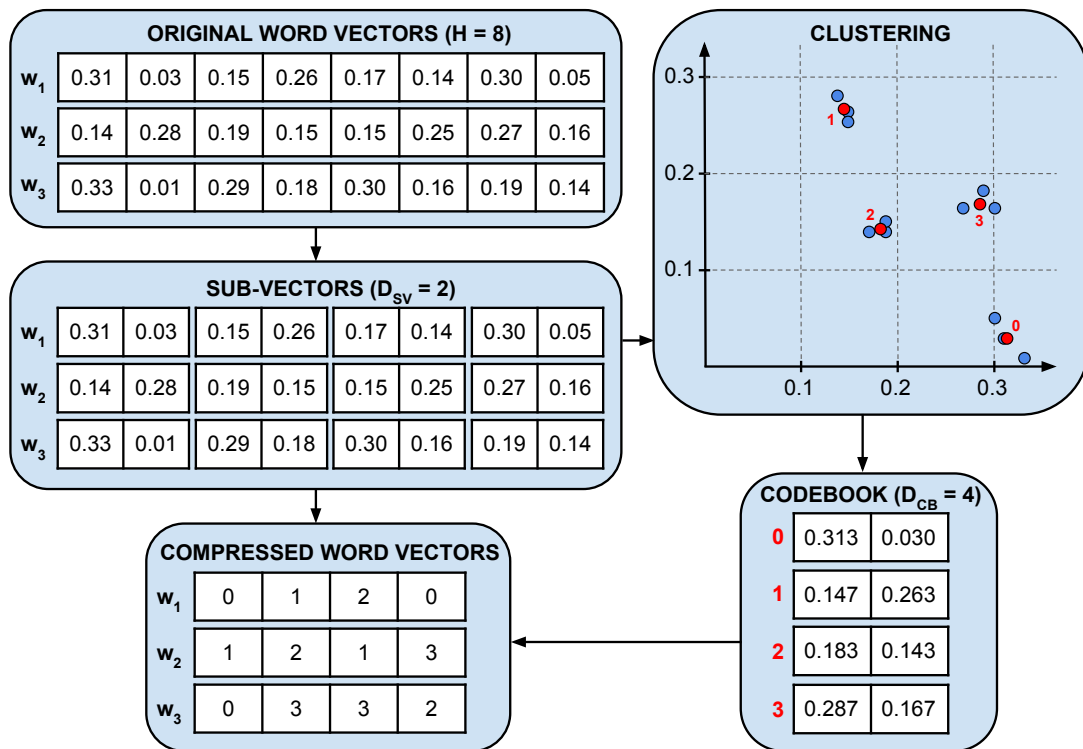 ORIGINAL WORD VECTORS (H = 8)
w1 0.31 0.03 0.15 0.26 0.17 0.14 0.30 0.05
w2 0.14 0.28 0.19 0.15 0.15 0.25 0.27 0.16
w3 0.33 0.01 0.29 0.18 0.30 0.16 0.19 0.14
SUB-VECTORS (DSV = 2)
w1 0.31 0.03 0.15 0.26 0.17 0.14 0.30 0.05
w2 0.14 0.28 0.19 0.15 0.15 0.25 0.27 0.16
w3 0.33 0.01 0.29 0.18 0.30 0.16 0.19 0.14
CLUSTERING
0.3
1
0.2
2
3
0.1
0
0.1 0.2 0.3
CODEBOOK (DCB = 4)
0 0.313 0.030
1 0.147 0.263
2 0.183 0.143
3 0.287 0.167
COMPRESSED WORD VECTORS
w1 0 1 2 0
w2 1 2 1 3
w3 0 3 3 2